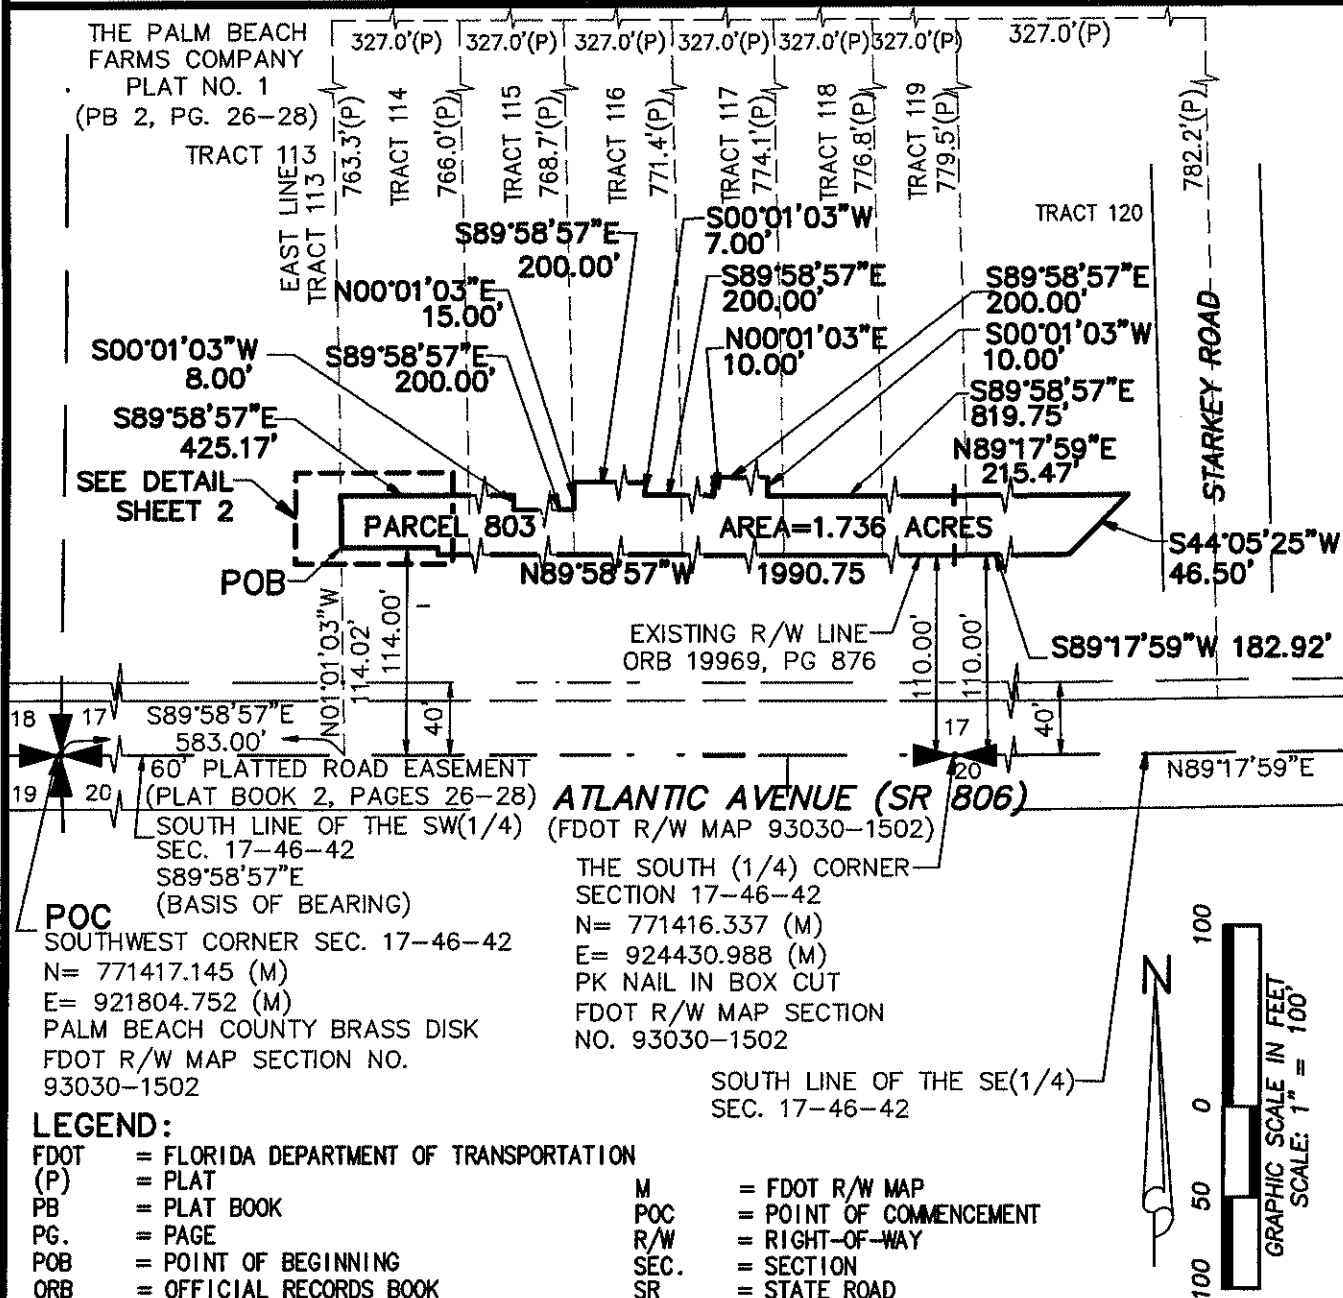 THE PALM BEACH
FARMS COMPANY
PLAT NO. 1
(PB 2, PG. 26-28)
327.0'(P)
327.0'(P)
327.0'(P)
327.0'(P)
327.0'(P)
327.0'(P)
327.0'(P)
TRACT 113
EAST LINE
TRACT 113
763.3'(P)
TRACT 114
766.0'(P)
TRACT 115
768.7'(P)
TRACT 116
771.4'(P)
TRACT 117
774.1'(P)
TRACT 118
776.8'(P)
TRACT 119
779.5'(P)
TRACT 120
782.2'(P)
STARKEY ROAD
S89°58'57"E
200.00'
S00°01'03"W
7.00'
N00°01'03"E
15.00'
S89°58'57"E
200.00'
S89°58'57"E
200.00'
S00°01'03"W
8.00'
S89°58'57"E
200.00'
N00°01'03"E
10.00'
S00°01'03"W
10.00'
S89°58'57"E
425.17'
S89°58'57"E
819.75'
N89°17'59"E
215.47'
SEE DETAIL
SHEET 2
PARCEL 803
AREA=1.736 ACRES
S44°05'25"W
46.50'
POB
N89°58'57"W
1990.75
N01°01'03"W
114.02'
114.00'
EXISTING R/W LINE
ORB 19969, PG 876
110.00'
110.00'
S89°17'59"W 182.92'
40'
40'
18
17
19
20
S89°58'57"E
583.00'
17
20
N89°17'59"E
60' PLATTED ROAD EASEMENT
(PLAT BOOK 2, PAGES 26-28)
ATLANTIC AVENUE (SR 806)
(FDOT R/W MAP 93030-1502)
SOUTH LINE OF THE SW(1/4)
SEC. 17-46-42
S89°58'57"E
(BASIS OF BEARING)
POC
SOUTHWEST CORNER SEC. 17-46-42
N= 771417.145 (M)
E= 921804.752 (M)
PALM BEACH COUNTY BRASS DISK
FDOT R/W MAP SECTION NO.
93030-1502
THE SOUTH (1/4) CORNER
SECTION 17-46-42
N= 771416.337 (M)
E= 924430.988 (M)
PK NAIL IN BOX CUT
FDOT R/W MAP SECTION
NO. 93030-1502
SOUTH LINE OF THE SE(1/4)
SEC. 17-46-42
N
100
0
50
100
GRAPHIC SCALE IN FEET
SCALE: 1" = 100'
LEGEND:
FDOT = FLORIDA DEPARTMENT OF TRANSPORTATION
(P) = PLAT
PB = PLAT BOOK
PG. = PAGE
POB = POINT OF BEGINNING
ORB = OFFICIAL RECORDS BOOK
M = FDOT R/W MAP
POC = POINT OF COMMENCEMENT
R/W = RIGHT-OF-WAY
SEC. = SECTION
SR = STATE ROAD